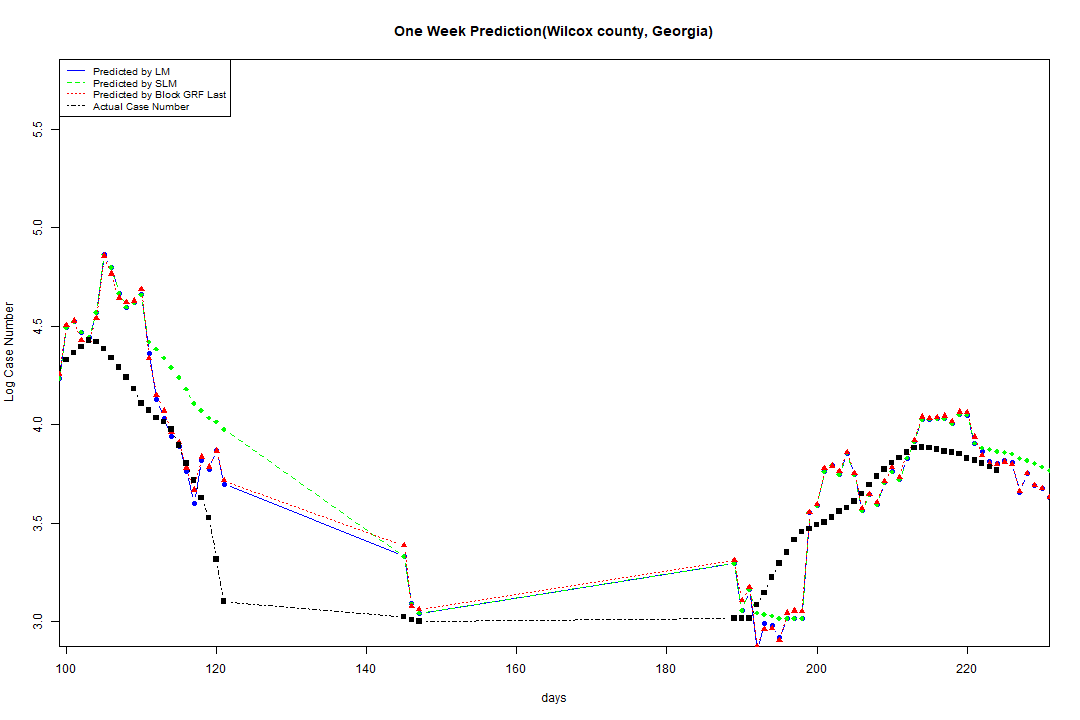 One Week Prediction(Wilcox county, Georgia)
Predicted by LM
Predicted by SLM
Predicted by Block GRF Last
Actual Case Number
Log Case Number
5.5
5.0
4.5
4.0
3.5
3.0
100 120 140 160 180 200 220
days